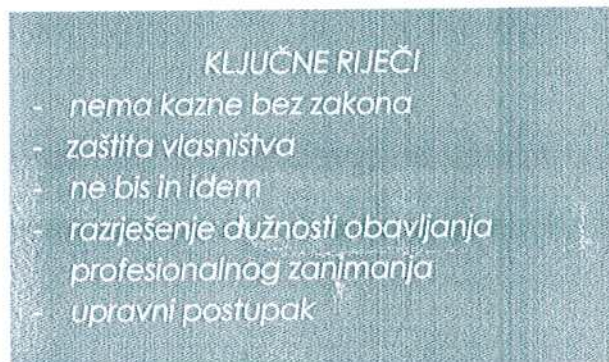 KLJUČNE RIJEČI
- nema kazne bez zakona
- zaštita vlasništva
- ne bis in idem
- razrješenje dužnosti obavljanja
profesionalnog zanimanja
- upravni postupak